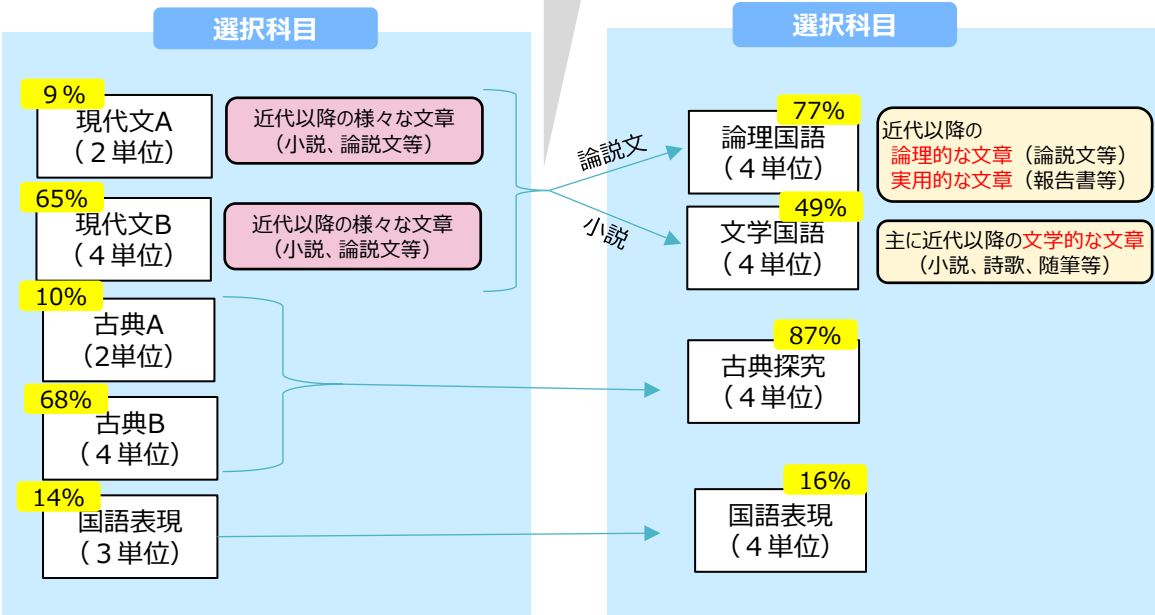 選択科目
9%
現代文A
(2単位)
近代以降の様々な文章
(小説、論説文等)
65%
現代文B
(4単位)
近代以降の様々な文章
(小説、論説文等)
10%
古典A
(2単位)
68%
古典B
(4単位)
14%
国語表現
(3単位)
論説文
小説
選択科目
77%
論理国語
(4単位)
近代以降の
論理的な文章(論説文等)
実用的な文章(報告書等)
49%
文学国語
(4単位)
主に近代以降の文学的な文章
(小説、詩歌、随筆等)
87%
古典探究
(4単位)
16%
国語表現
(4単位)